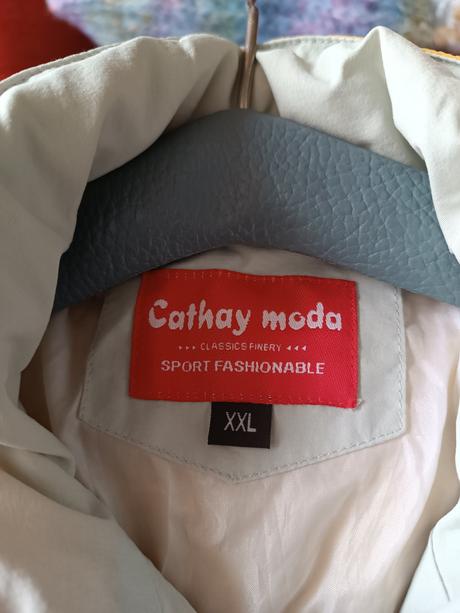 Cathay moda
CLASSICS FINERY
SPORT FASHIONABLE
XXL